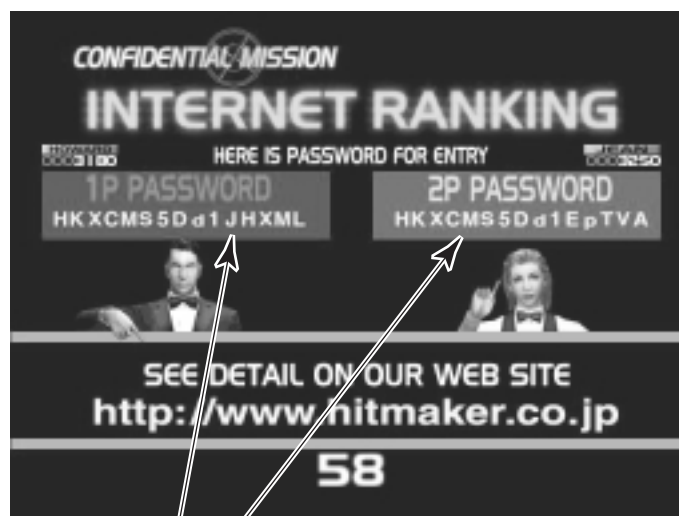 CONFIDENTIAL MISSION
INTERNET RANKING
HERE IS PASSWORD FOR ENTRY
1P PASSWORD
HKXCMS5Dd1JHXML
2P PASSWORD
HKXCMS5Dd1EpTVA
SEE DETAIL ON OUR WEB SITE
http://www.hitmaker.co.jp
58